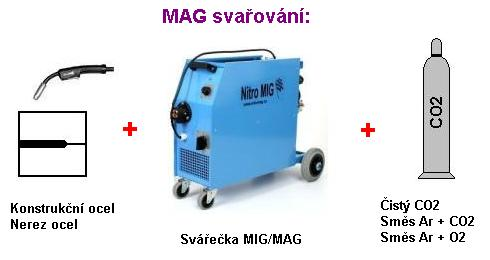 MAG svařování:
Nitro MIG
CO2
Konstrukční ocel
Nerez ocel
Svářečka MIG/MAG
Čistý CO2
Směs Ar + CO2
Směs Ar + O2